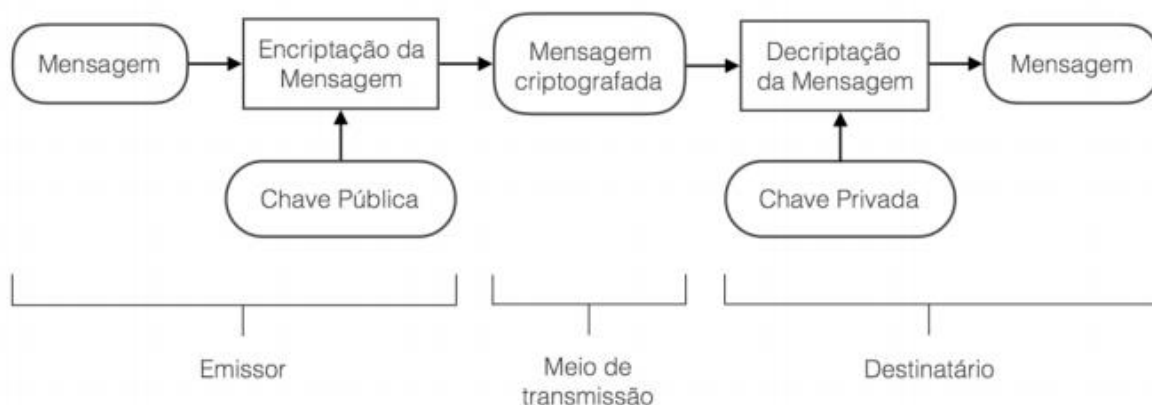 Mensagem
Encriptação da
Mensagem
Mensagem
criptografada
Decriptação
da Mensagem
Mensagem
Chave Pública
Chave Privada
Emissor
Meio de
transmissão
Destinatário